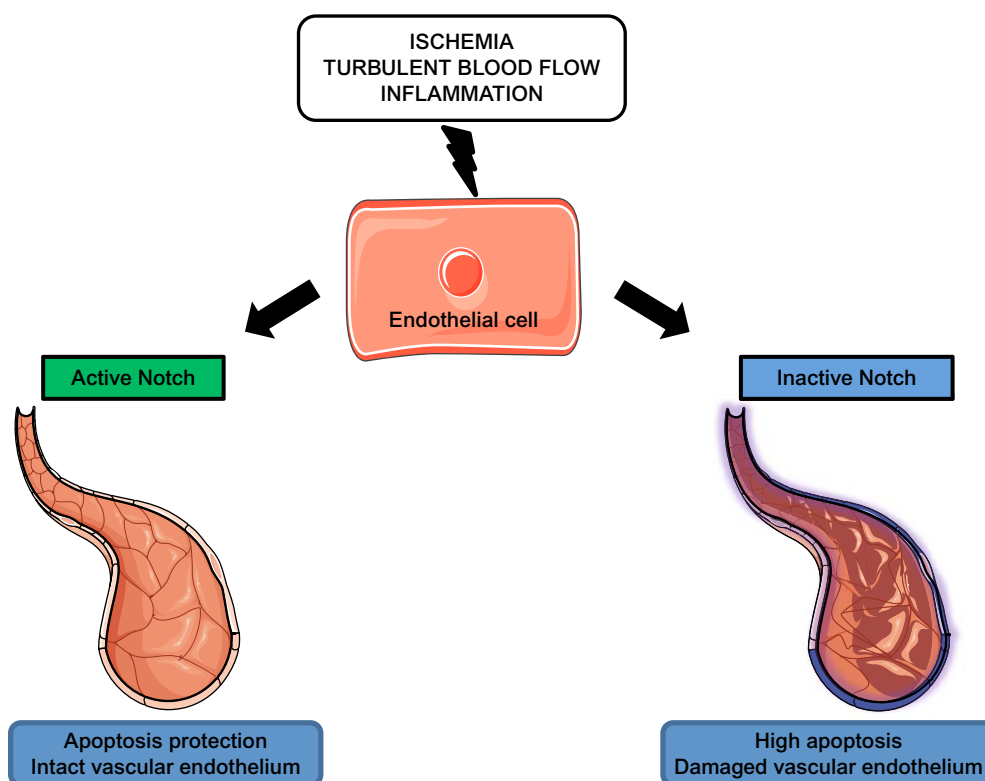 ISCHEMIA
TURBULENT BLOOD FLOW
INFLAMMATION
Endothelial cell
Active Notch
Inactive Notch
Apoptosis protection
Intact vascular endothelium
High apoptosis
Damaged vascular endothelium